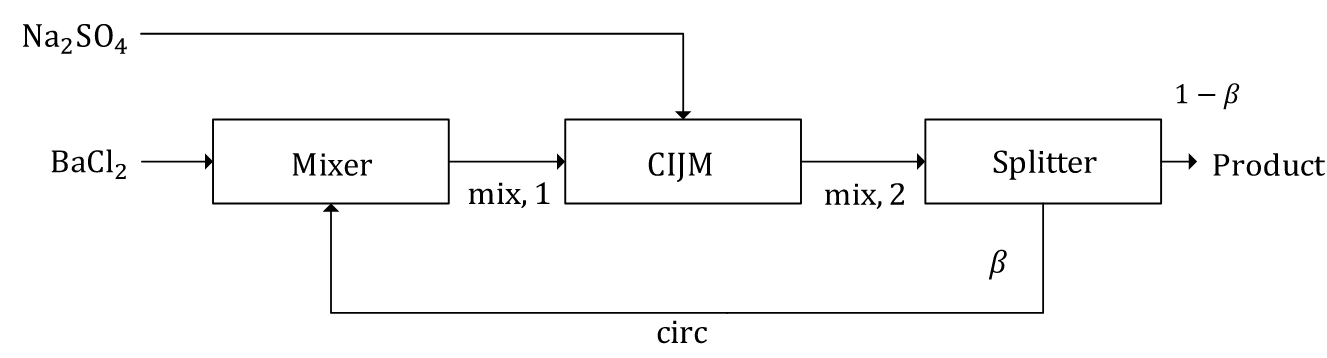 Na₂SO₄
1 − β
BaCl₂
Mixer
CIJM
Splitter
Product
mix, 1
mix, 2
β
circ